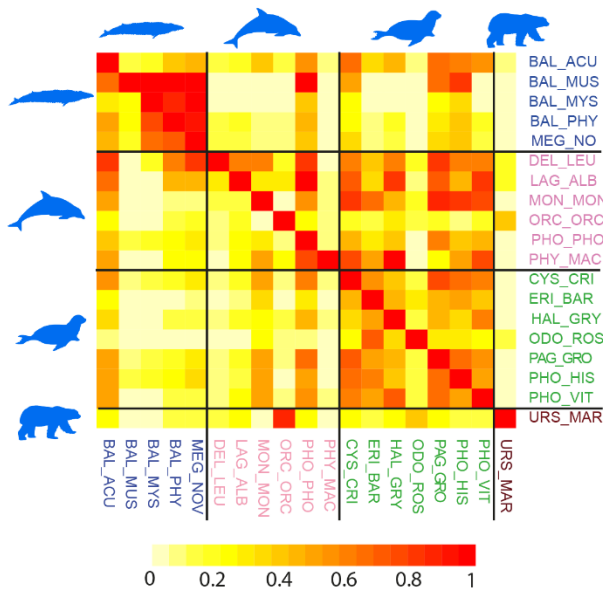 BAL_ACU
BAL_MUS
BAL_MYS
BAL_PHY
MEG_NO
DEL_LEU
LAG_ALB
MON_MON
ORC_ORC
PHO_PHO
PHY_MAC
CYS_CRI
ERI_BAR
HAL_GRY
ODO_ROS
PAG_GRO
PHO_HIS
PHO_VIT
URS_MAR
BAL_ACU
BAL_MUS
BAL_MYS
BAL_PHY
MEG_NOV
DEL_LEU
LAG_ALB
MON_MON
ORC_ORC
PHO_PHO
PHY_MAC
CYS_CRI
ERI_BAR
HAL_GRY
ODO_ROS
PAG_GRO
PHO_HIS
PHO_VIT
URS_MAR
0 0.2 0.4 0.6 0.8 1